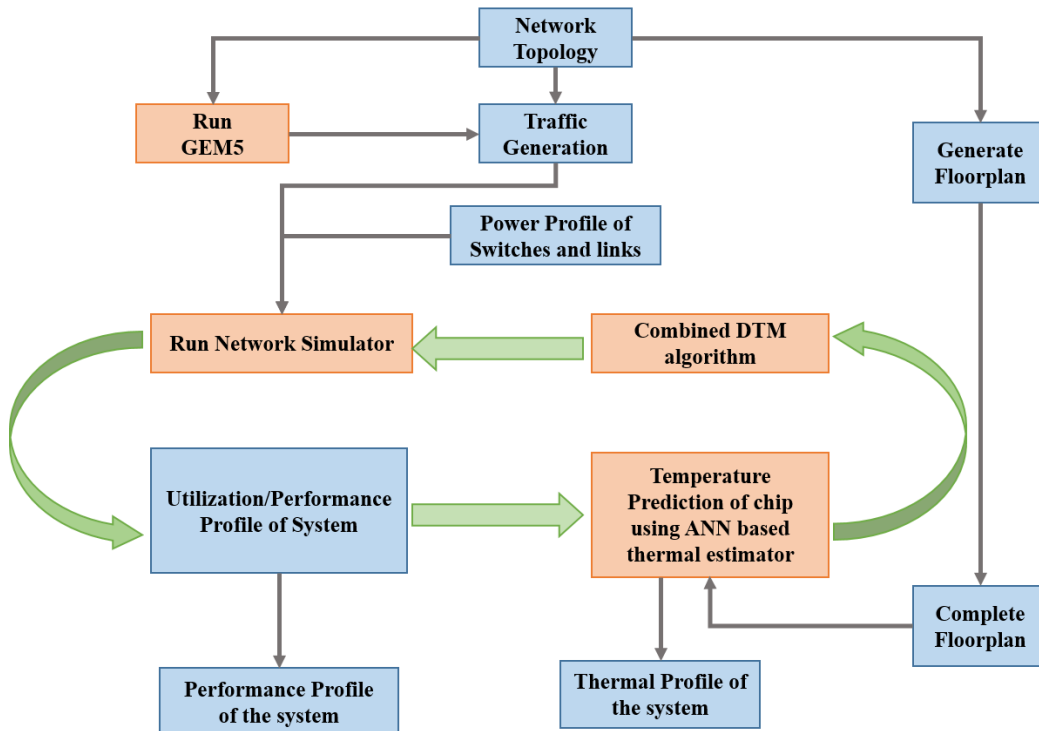 Network
Topology
Run
GEM5
Traffic
Generation
Generate
Floorplan
Power Profile of
Switches and links
Run Network Simulator
Combined DTM
algorithm
Utilization/Performance
Profile of System
Temperature
Prediction of chip
using ANN based
thermal estimator
Complete
Floorplan
Performance Profile
of the system
Thermal Profile of
the system